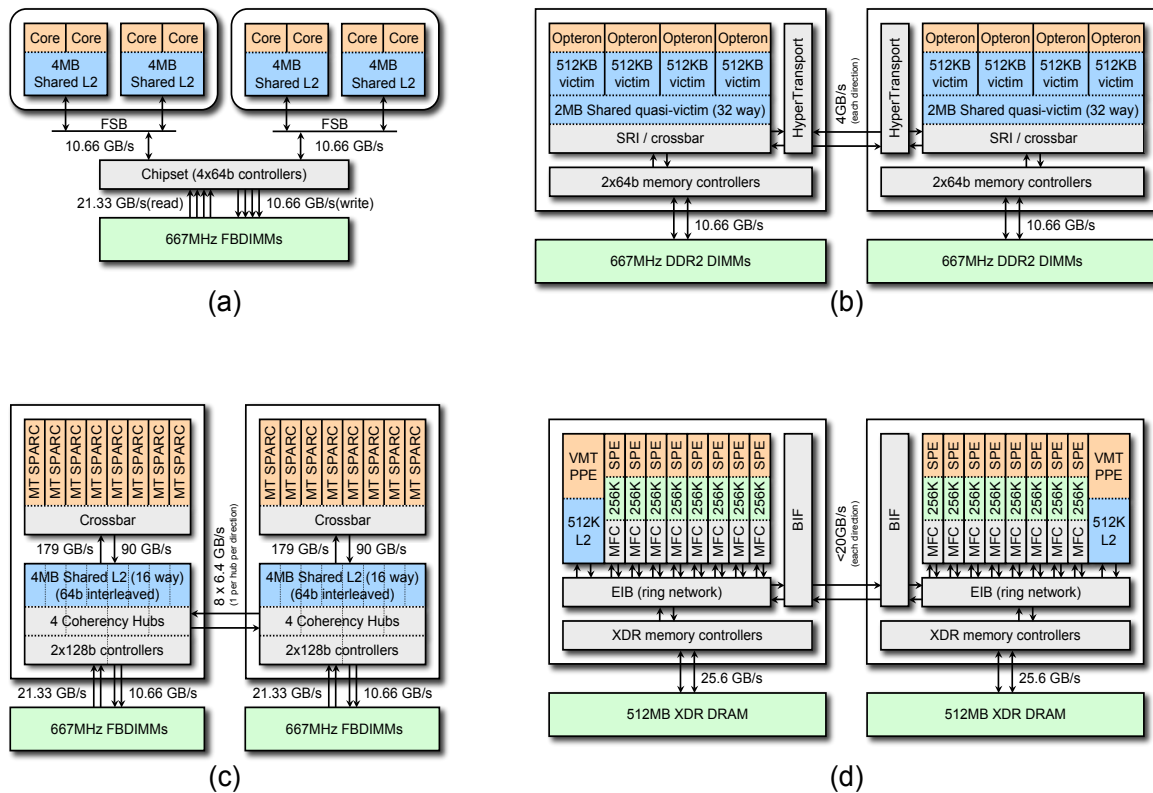 Core Core Core Core Core Core Core Core
4MB 4MB 4MB 4MB
Shared L2 Shared L2 Shared L2 Shared L2
FSB FSB
10.66 GB/s 10.66 GB/s
Chipset (4x64b controllers)
21.33 GB/s(read) 10.66 GB/s(write)
667MHz FBDIMMs
(a)
Opteron Opteron Opteron Opteron
512KB 512KB 512KB 512KB
victim victim victim victim
2MB Shared quasi-victim (32 way)
SRI / crossbar
HyperTransport
2x64b memory controllers
10.66 GB/s
667MHz DDR2 DIMMs
4GB/s
(each direction)
HyperTransport
Opteron Opteron Opteron Opteron
512KB 512KB 512KB 512KB
victim victim victim victim
2MB Shared quasi-victim (32 way)
SRI / crossbar
2x64b memory controllers
10.66 GB/s
667MHz DDR2 DIMMs
(b)
MT SPARC
MT SPARC
MT SPARC
MT SPARC
MT SPARC
MT SPARC
MT SPARC
MT SPARC
Crossbar
179 GB/s 90 GB/s
4MB Shared L2 (16 way)
(64b interleaved)
4 Coherency Hubs
2x128b controllers
21.33 GB/s 10.66 GB/s
667MHz FBDIMMs
8 x 6.4 GB/s
(1 per hub per direction)
MT SPARC
MT SPARC
MT SPARC
MT SPARC
MT SPARC
MT SPARC
MT SPARC
MT SPARC
Crossbar
179 GB/s 90 GB/s
4MB Shared L2 (16 way)
(64b interleaved)
4 Coherency Hubs
2x128b controllers
21.33 GB/s 10.66 GB/s
667MHz FBDIMMs
(c)
VMT
PPE
512K
L2
MFC 256K SPE
MFC 256K SPE
MFC 256K SPE
MFC 256K SPE
MFC 256K SPE
MFC 256K SPE
MFC 256K SPE
MFC 256K SPE
EIB (ring network)
BIF
XDR memory controllers
25.6 GB/s
512MB XDR DRAM
<20GB/s
(each direction)
BIF
MFC 256K SPE
MFC 256K SPE
MFC 256K SPE
MFC 256K SPE
MFC 256K SPE
MFC 256K SPE
MFC 256K SPE
MFC 256K SPE
VMT
PPE
512K
L2
EIB (ring network)
XDR memory controllers
25.6 GB/s
512MB XDR DRAM
(d)